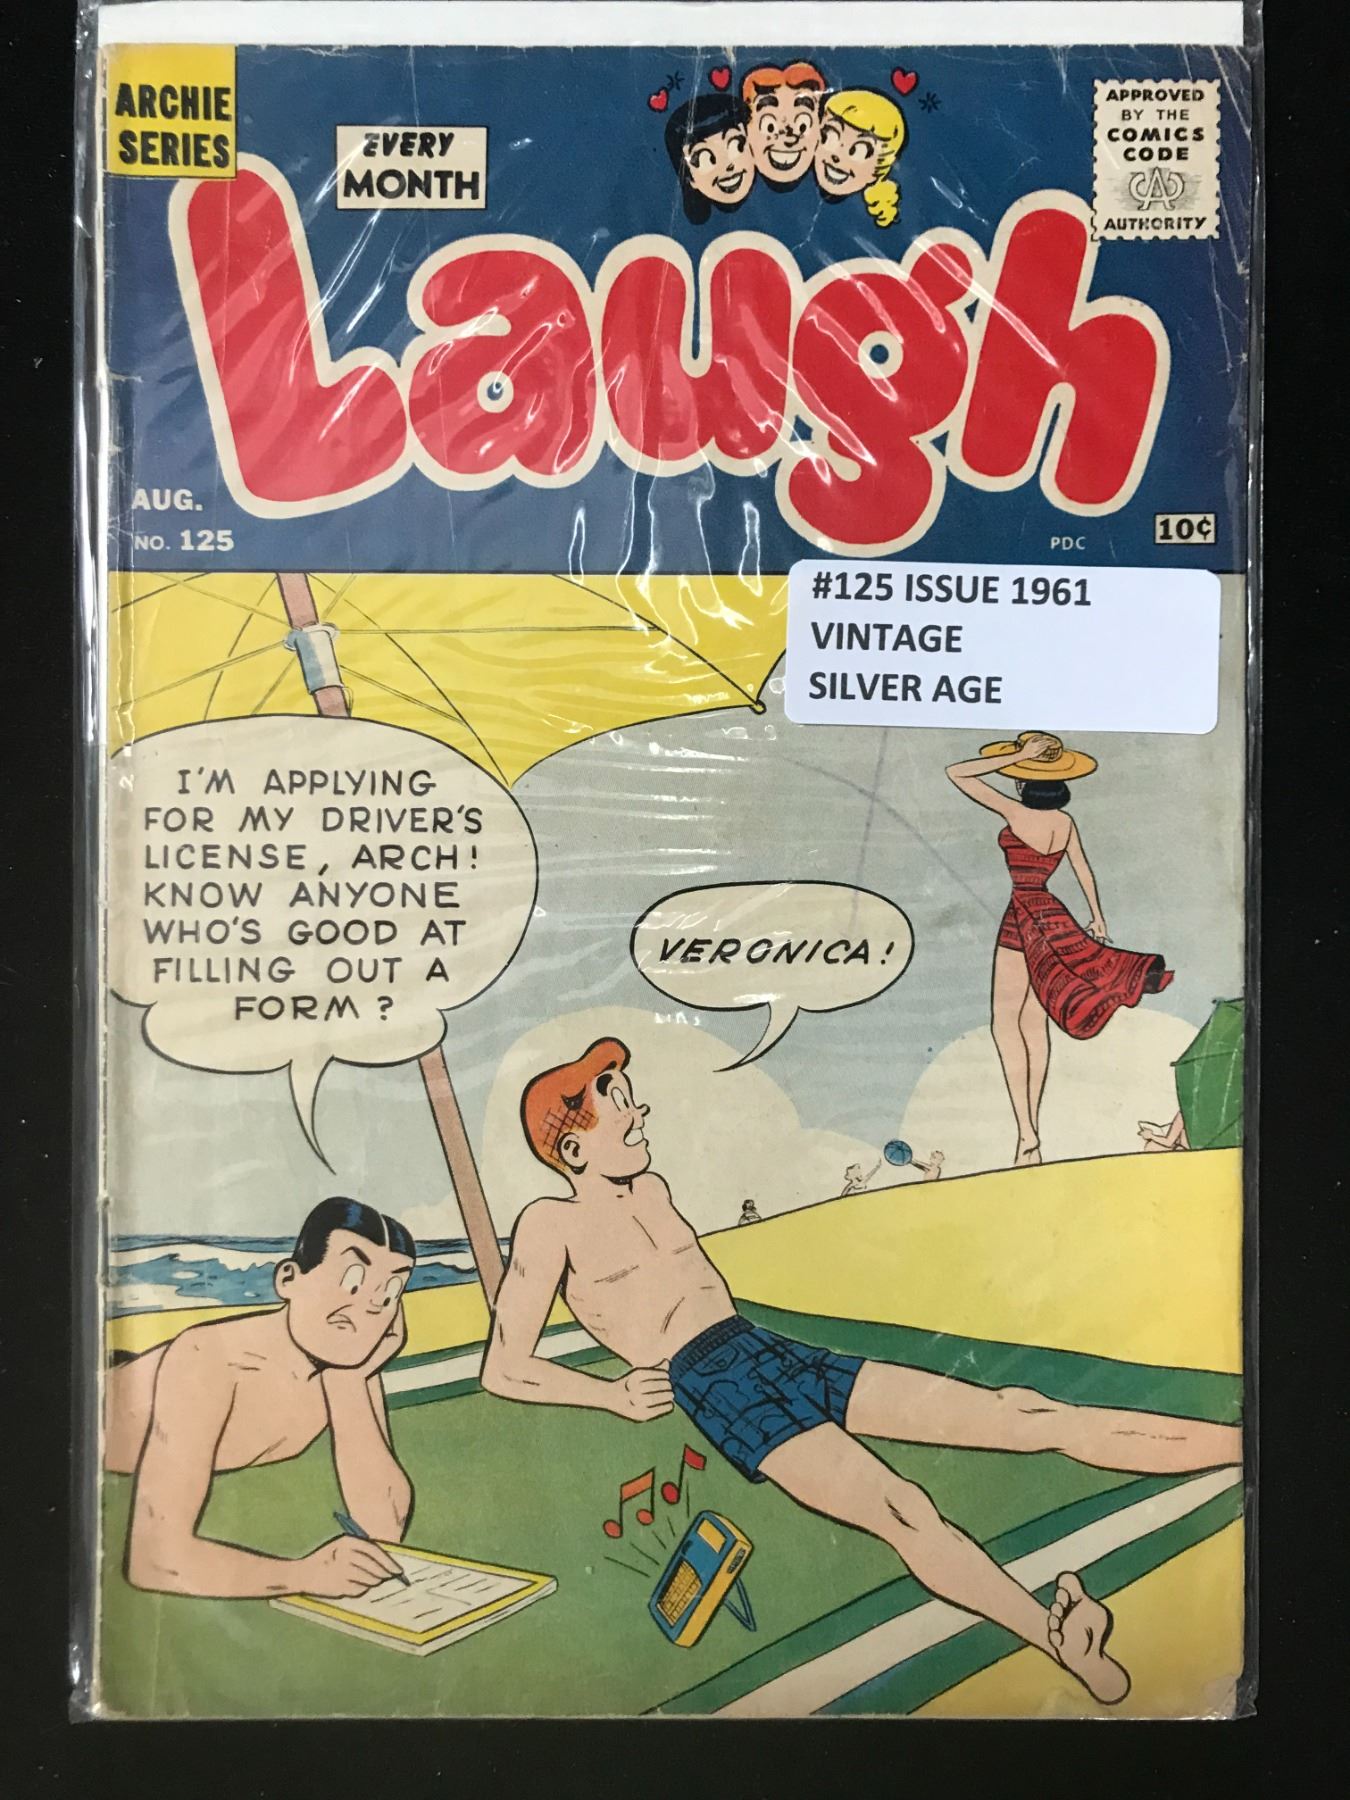 ARCHIE
SERIES
EVERY
MONTH
APPROVED
BY THE
COMICS
CODE
CA
AUTHORITY
Laugh
AUG.
NO. 125
PDC
10¢
#125 ISSUE 1961
VINTAGE
SILVER AGE
I'M APPLYING
FOR MY DRIVER'S
LICENSE, ARCH!
KNOW ANYONE
WHO'S GOOD AT
FILLING OUT A
FORM?
VERONICA!